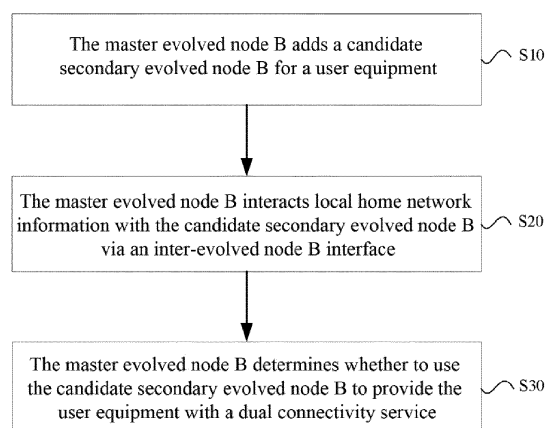 The master evolved node B adds a candidate
secondary evolved node B for a user equipment
S10
The master evolved node B interacts local home network
information with the candidate secondary evolved node B
via an inter-evolved node B interface
S20
The master evolved node B determines whether to use
the candidate secondary evolved node B to provide the
user equipment with a dual connectivity service
S30